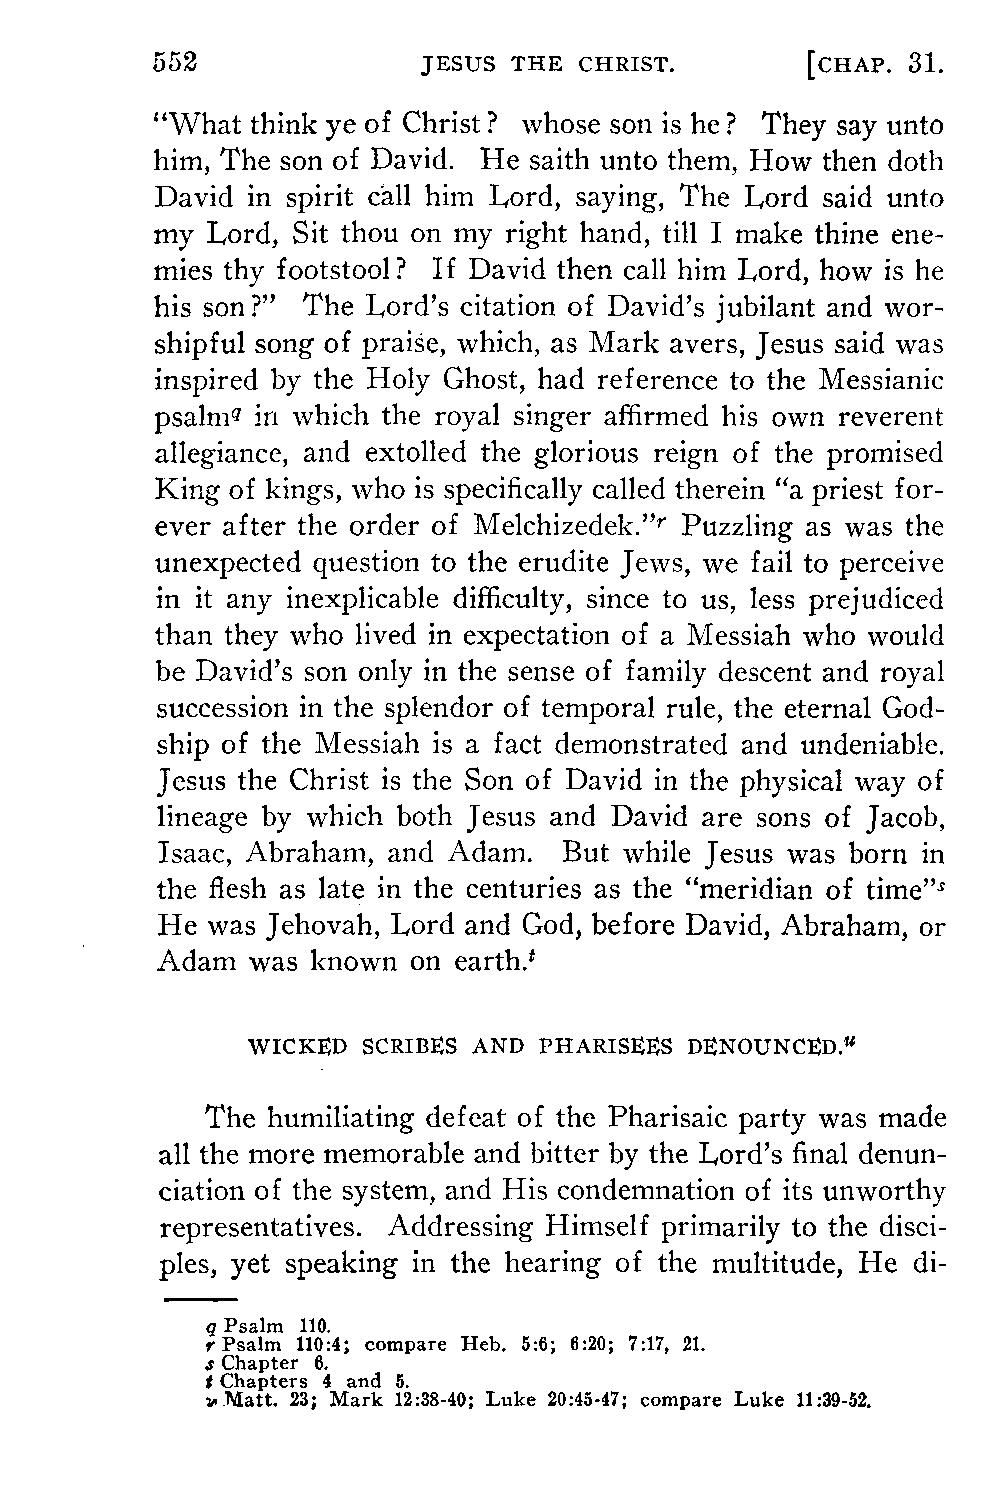 552 JESUS THE CHRIST. [CHAP. 31.
“What think ye of Christ? whose son is he? They say unto
him, The son of David. He saith unto them, How then doth
David in spirit call him Lord, saying, The Lord said unto
my Lord, Sit thou on my right hand, till I make thine ene-
mies thy footstool? If David then call him Lord, how is he
his son?” The Lord’s citation of David’s jubilant and wor-
shipful song of praise, which, as Mark avers, Jesus said was
inspired by the Holy Ghost, had reference to the Messianic
psalmq in which the royal singer affirmed his own reverent
allegiance, and extolled the glorious reign of the promised
King of kings, who is specifically called therein “a priest for-
ever after the order of Melchizedek.”r Puzzling as was the
unexpected question to the erudite Jews, we fail to perceive
in it any inexplicable difficulty, since to us, less prejudiced
than they who lived in expectation of a Messiah who would
be David’s son only in the sense of family descent and royal
succession in the splendor of temporal rule, the eternal God-
ship of the Messiah is a fact demonstrated and undeniable.
Jesus the Christ is the Son of David in the physical way of
lineage by which both Jesus and David are sons of Jacob,
Isaac, Abraham, and Adam. But while Jesus was born in
the flesh as late in the centuries as the “meridian of time”s
He was Jehovah, Lord and God, before David, Abraham, or
Adam was known on earth.t
WICKED SCRIBES AND PHARISEES DENOUNCED.u
The humiliating defeat of the Pharisaic party was made
all the more memorable and bitter by the Lord’s final denun-
ciation of the system, and His condemnation of its unworthy
representatives. Addressing Himself primarily to the disci-
ples, yet speaking in the hearing of the multitude, He di-
q Psalm 110.
r Psalm 110:4; compare Heb. 5:6; 6:20; 7:17, 21.
s Chapter 6.
t Chapters 4 and 5.
u Matt. 23; Mark 12:38-40; Luke 20:45-47; compare Luke 11:39-52.